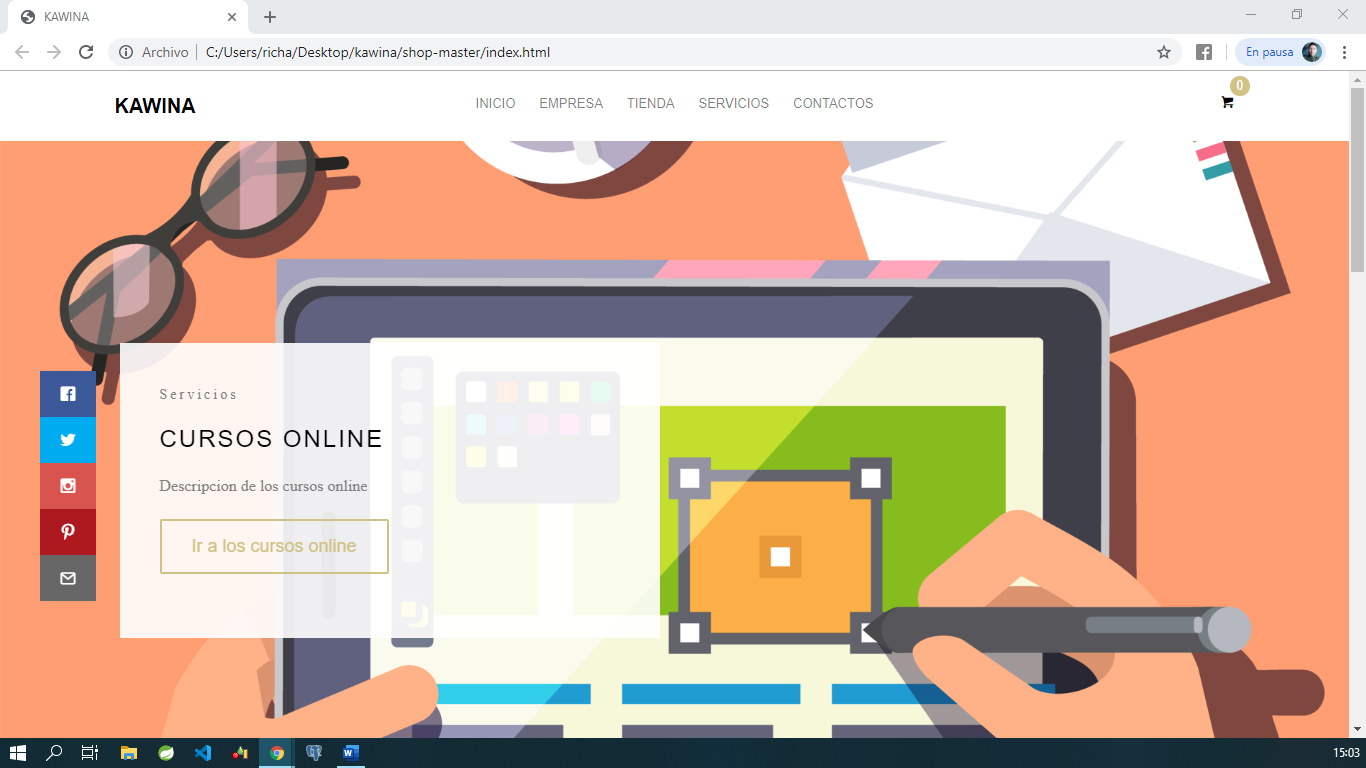 KAWINA
Archivo C:/Users/richa/Desktop/kawina/shop-master/index.html En pausa
KAWINA INICIO EMPRESA TIENDA SERVICIOS CONTACTOS 0
Servicios
CURSOS ONLINE
Descripcion de los cursos online
Ir a los cursos online
15:03